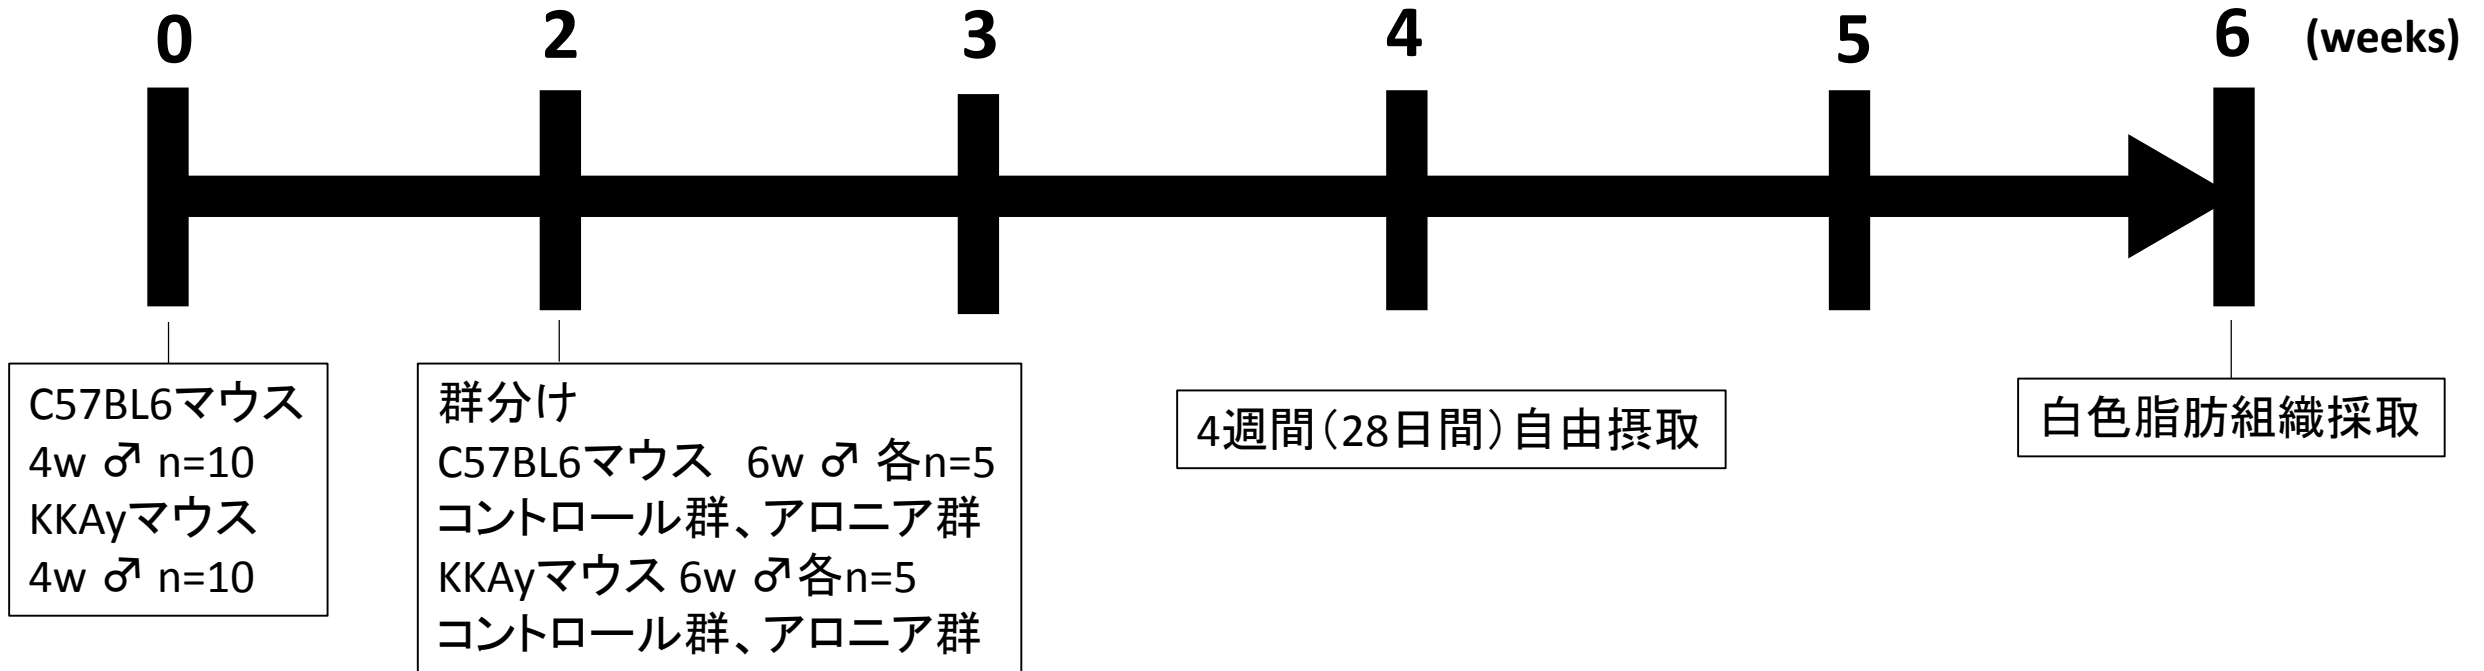 0 2 3 4 5 6 (weeks)
C57BL6マウス
4w ♂ n=10
KKAyマウス
4w ♂ n=10
群分け
C57BL6マウス 6w ♂ 各n=5
コントロール群、アロニア群
KKAyマウス 6w ♂各n=5
コントロール群、アロニア群
4週間（28日間）自由摂取
白色脂肪組織採取